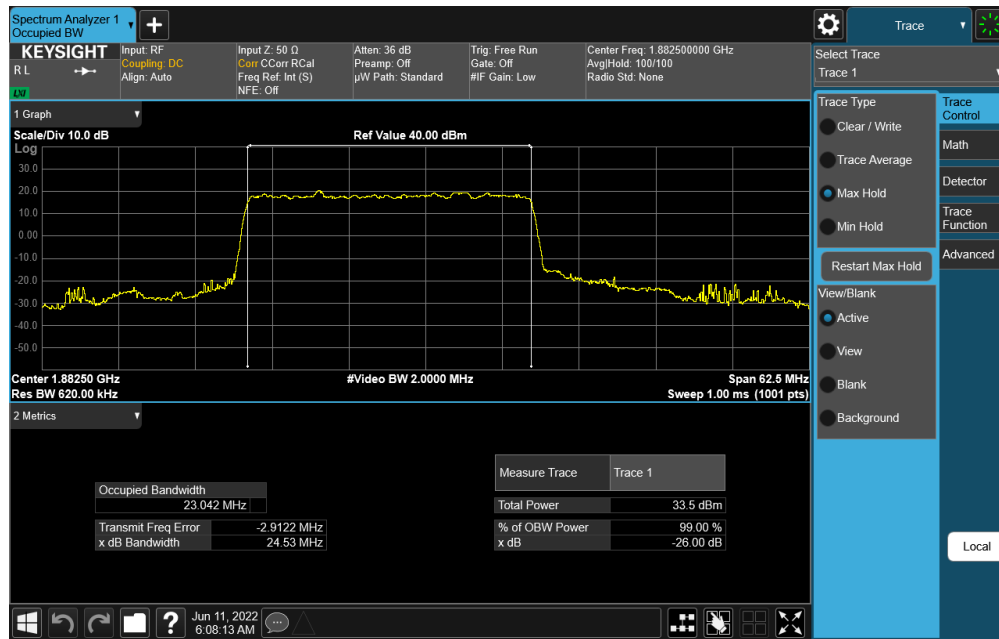 Spectrum Analyzer 1
Occupied BW
KEYSIGHT
R L
LXI
Input: RF
Coupling: DC
Align: Auto
Input Z: 50 Ω
Corr CCorr RCal
Freq Ref: Int (S)
NFE: Off
Atten: 36 dB
Preamp: Off
µW Path: Standard
Trig: Free Run
Gate: Off
#IF Gain: Low
Center Freq: 1.882500000 GHz
Avg|Hold: 100/100
Radio Std: None
1 Graph
Scale/Div 10.0 dB
Ref Value 40.00 dBm
Log
30.0
20.0
10.0
0.00
-10.0
-20.0
-30.0
-40.0
-50.0
Center 1.88250 GHz
#Video BW 2.0000 MHz
Span 62.5 MHz
Res BW 620.00 kHz
Sweep 1.00 ms (1001 pts)
2 Metrics
Occupied Bandwidth
23.042 MHz
Transmit Freq Error -2.9122 MHz
x dB Bandwidth 24.53 MHz
Measure Trace Trace 1
Total Power 33.5 dBm
% of OBW Power 99.00 %
x dB -26.00 dB
Jun 11, 2022
6:08:13 AM
Trace
Select Trace
Trace 1
Trace Type
Clear / Write
Trace Average
Max Hold
Min Hold
Restart Max Hold
View/Blank
Active
View
Blank
Background
Trace
Control
Math
Detector
Trace
Function
Advanced
Local